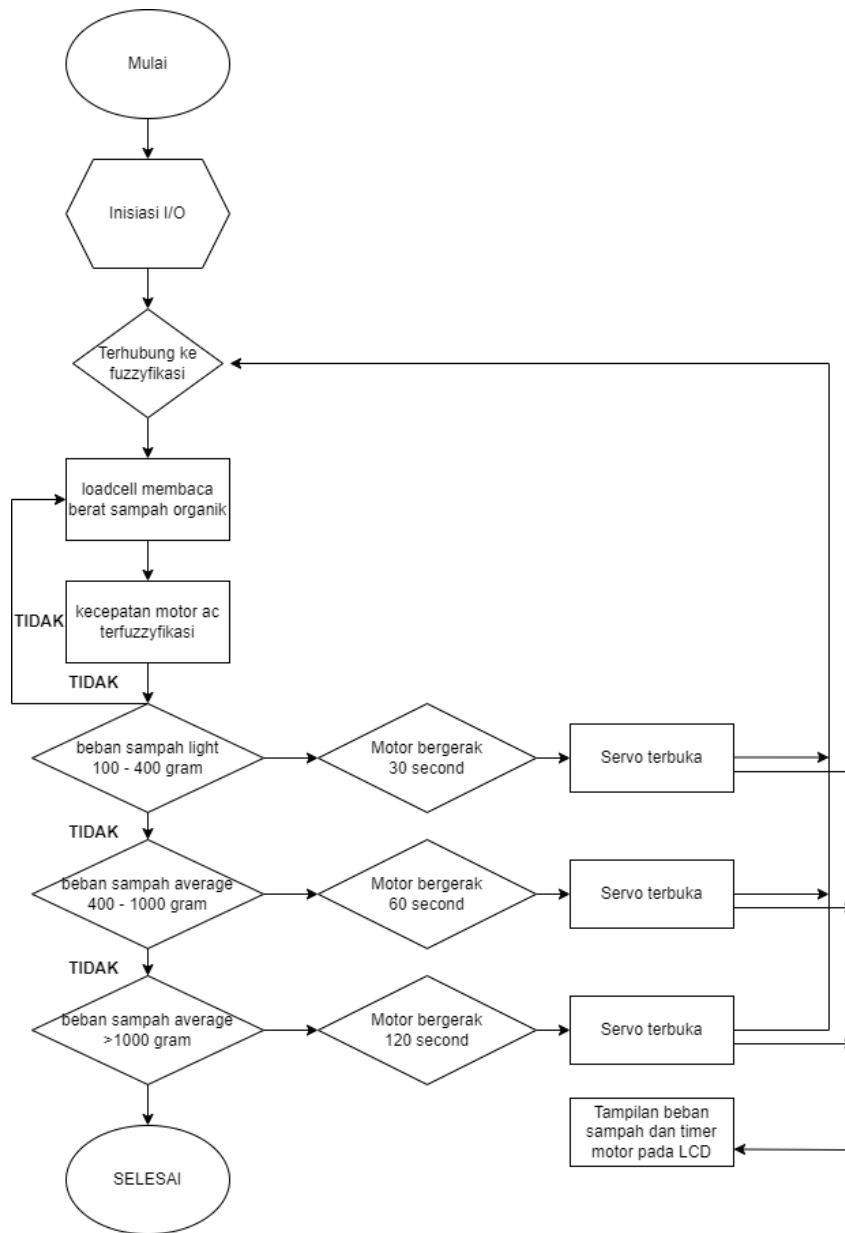 Mulai
Inisiasi I/O
Terhubung ke
fuzzyfikasi
loadcell membaca
berat sampah organik
TIDAK
kecepatan motor ac
terfuzzyfikasi
TIDAK
beban sampah light
100 - 400 gram
Motor bergerak
30 second
Servo terbuka
TIDAK
beban sampah average
400 - 1000 gram
Motor bergerak
60 second
Servo terbuka
TIDAK
beban sampah average
>1000 gram
Motor bergerak
120 second
Servo terbuka
Tampilan beban
sampah dan timer
motor pada LCD
SELESAI